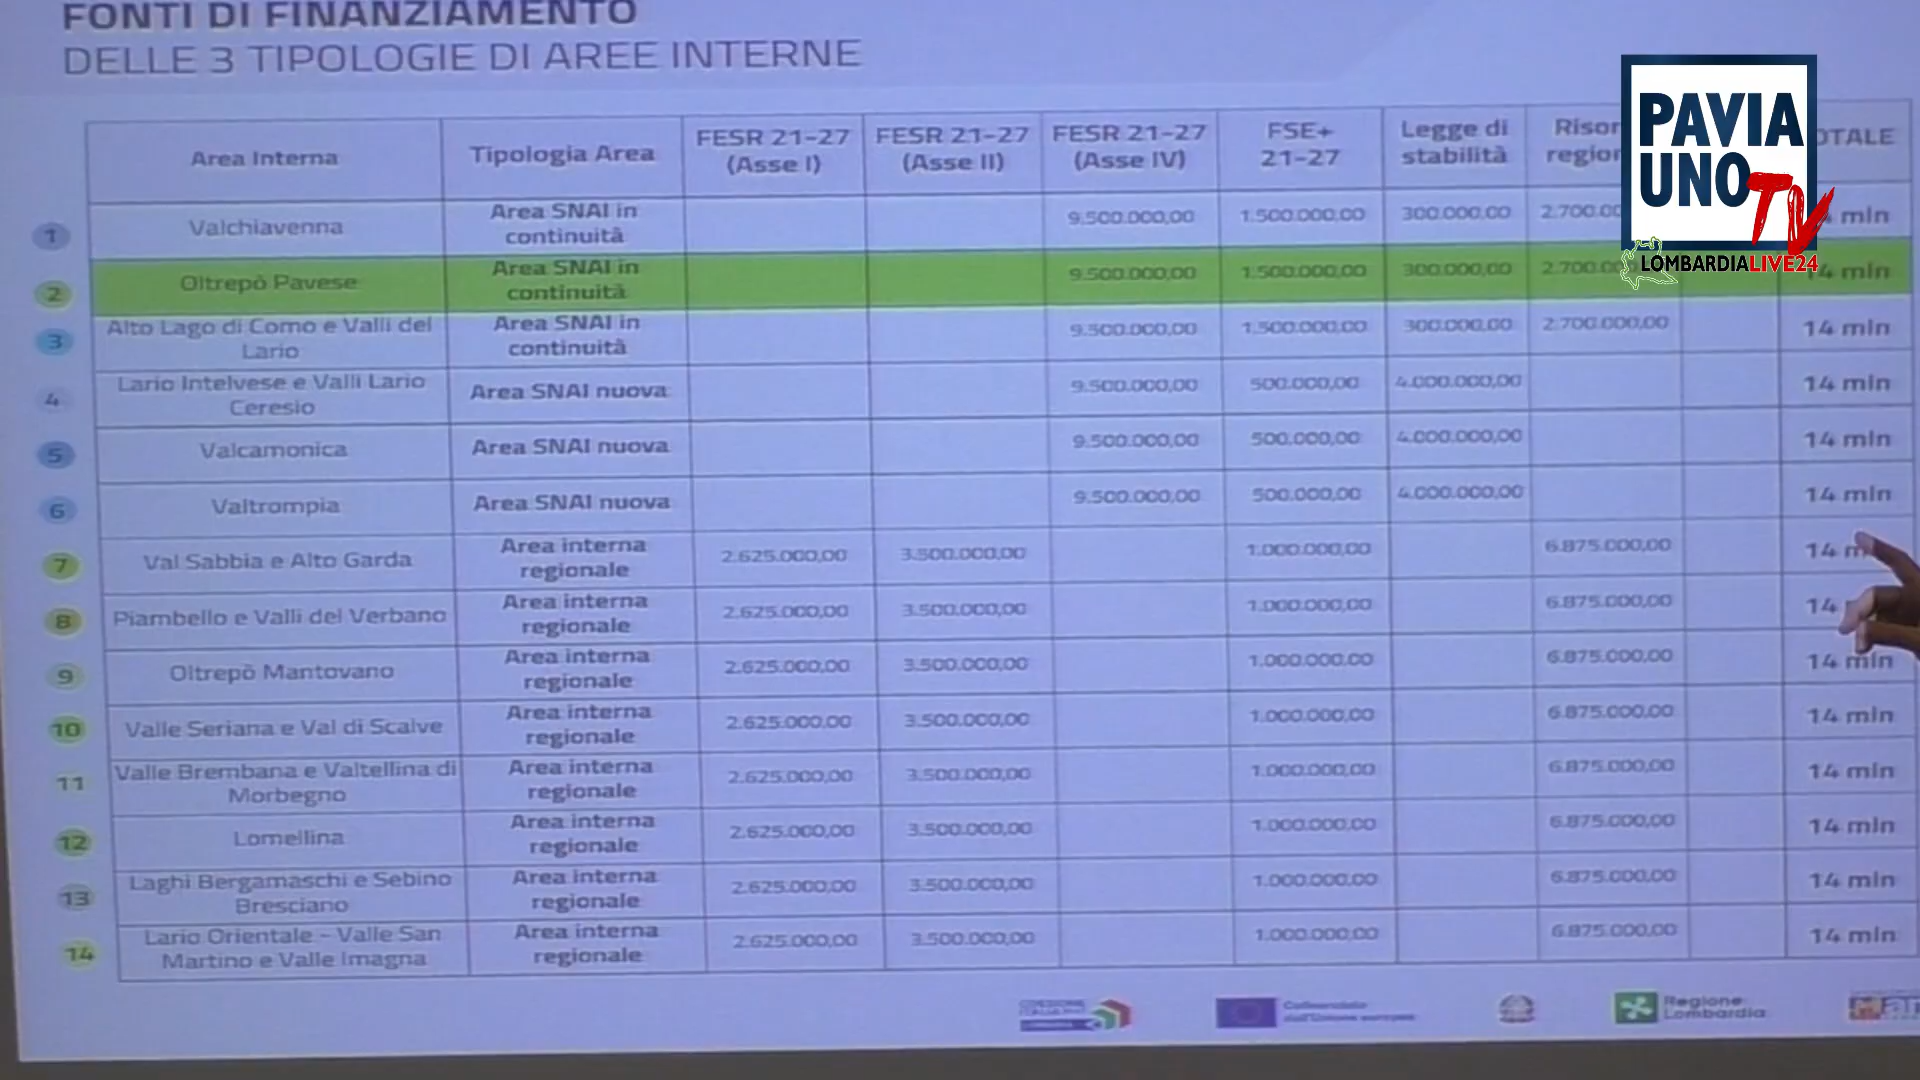 FONTI DI FINANZIAMENTO
DELLE 3 TIPOLOGIE DI AREE INTERNE
PAVIA
UNO TV
LOMBARDIALIVE24
Area Interna Tipologia Area FESR 21-27 (Asse I) FESR 21-27 (Asse II) FESR 21-27 (Asse IV) FSE+ 21-27 Legge di stabilità
1 Valchiavenna Area SNAI in continuità 9.500.000,00 1.500.000,00 300.000,00
2 Oltrepò Pavese Area SNAI in continuità 9.500.000,00 1.500.000,00 300.000,00 14 mln
3 Alto Lago di Como e Valli del Lario Area SNAI in continuità 9.500.000,00 1.500.000,00 300.000,00 2.700.000,00 14 mln
4 Lario Intelvese e Valli Lario Ceresio Area SNAI nuova 9.500.000,00 500.000,00 4.000.000,00 14 mln
5 Valcamonica Area SNAI nuova 9.500.000,00 500.000,00 4.000.000,00 14 mln
6 Valtrompia Area SNAI nuova 9.500.000,00 500.000,00 4.000.000,00 14 mln
7 Val Sabbia e Alto Garda Area interna regionale 2.625.000,00 3.500.000,00 1.000.000,00 6.875.000,00 14
8 Piambello e Valli del Verbano Area interna regionale 2.625.000,00 3.500.000,00 1.000.000,00 6.875.000,00 14
9 Oltrepò Mantovano Area interna regionale 2.625.000,00 3.500.000,00 1.000.000,00 6.875.000,00 14 mln
10 Valle Seriana e Val di Scalve Area interna regionale 2.625.000,00 3.500.000,00 1.000.000,00 6.875.000,00 14 mln
11 Valle Brembana e Valtellina di Morbegno Area interna regionale 2.625.000,00 3.500.000,00 1.000.000,00 6.875.000,00 14 mln
12 Lomellina Area interna regionale 2.625.000,00 3.500.000,00 1.000.000,00 6.875.000,00 14 mln
13 Laghi Bergamaschi e Sebino Bresciano Area interna regionale 2.625.000,00 3.500.000,00 1.000.000,00 6.875.000,00 14 mln
14 Lario Orientale - Valle San Martino e Valle Imagna Area interna regionale 2.625.000,00 3.500.000,00 1.000.000,00 6.875.000,00 14 mln
Cofinanziato
dall'Unione europea
Regione
Lombardia